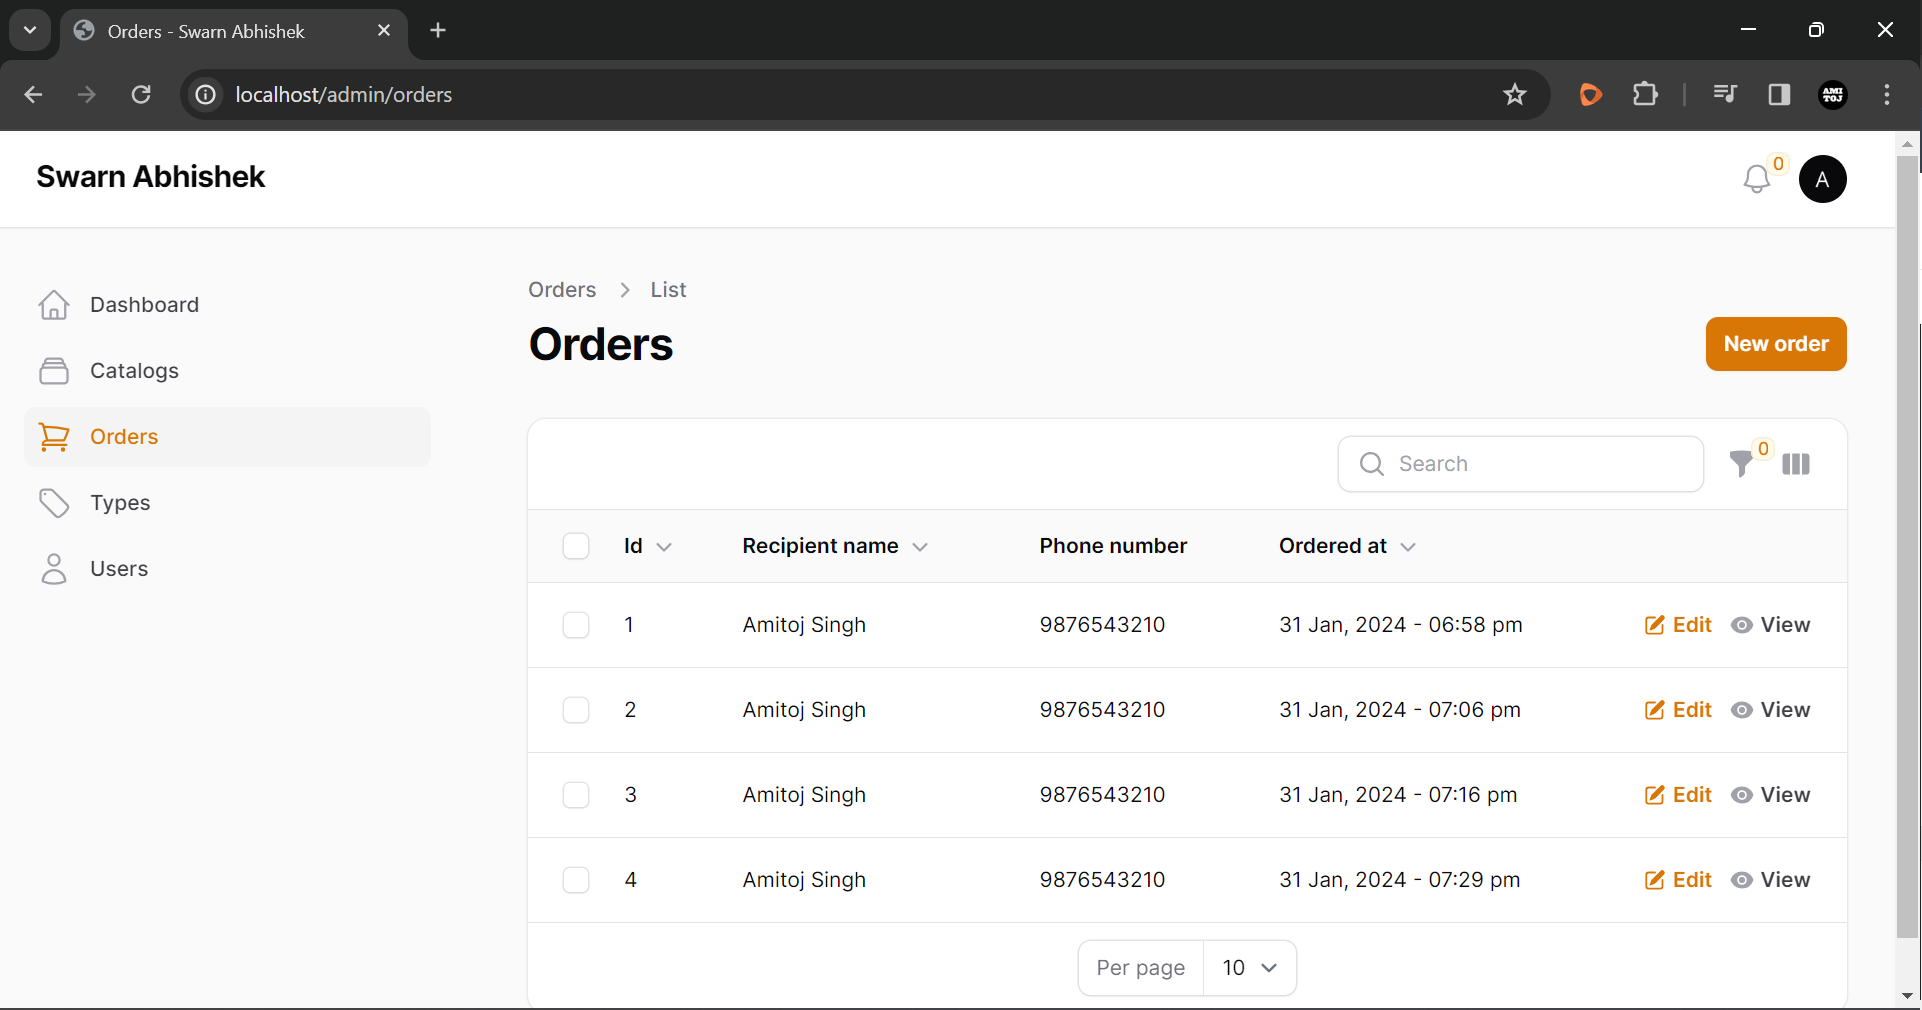 Orders - Swarn Abhishek
localhost/admin/orders
AMI
TOJ
Swarn Abhishek
0
A
Dashboard
Catalogs
Orders
Types
Users
Orders > List
Orders
New order
Search
0
Id Recipient name Phone number Ordered at
1 Amitoj Singh 9876543210 31 Jan, 2024 - 06:58 pm Edit View
2 Amitoj Singh 9876543210 31 Jan, 2024 - 07:06 pm Edit View
3 Amitoj Singh 9876543210 31 Jan, 2024 - 07:16 pm Edit View
4 Amitoj Singh 9876543210 31 Jan, 2024 - 07:29 pm Edit View
Per page 10